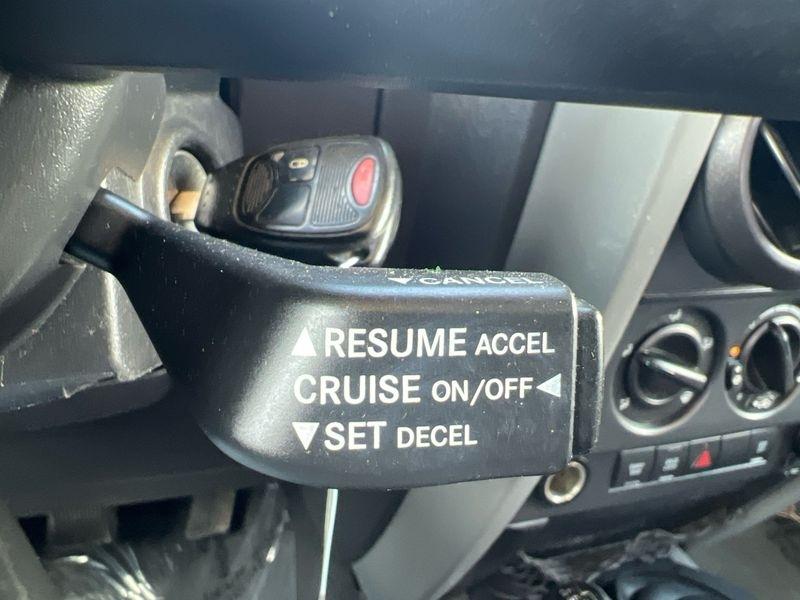 CANCEL
RESUME ACCEL
CRUISE ON/OFF
SET DECEL